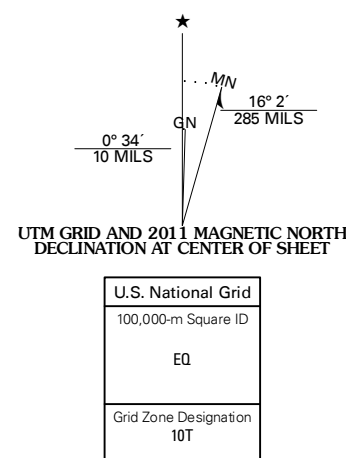 ★
MN
GN
16° 2´
285 MILS
0° 34´
10 MILS
UTM GRID AND 2011 MAGNETIC NORTH
DECLINATION AT CENTER OF SHEET
U.S. National Grid
100,000-m Square ID
EQ
Grid Zone Designation
10T